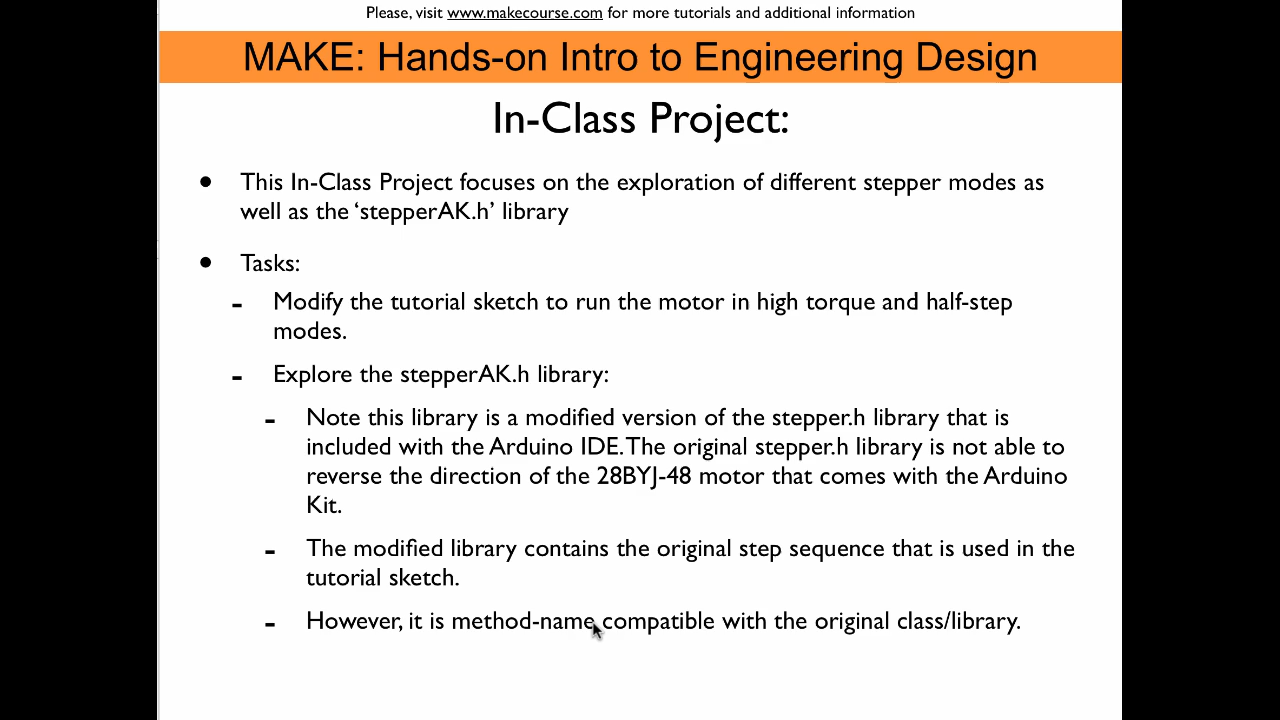 Please, visit www.makecourse.com for more tutorials and additional information
MAKE: Hands-on Intro to Engineering Design
In-Class Project:
• This In-Class Project focuses on the exploration of different stepper modes as
well as the ‘stepperAK.h’ library
• Tasks:
- Modify the tutorial sketch to run the motor in high torque and half-step
modes.
- Explore the stepperAK.h library:
- Note this library is a modified version of the stepper.h library that is
included with the Arduino IDE. The original stepper.h library is not able to
reverse the direction of the 28BYJ-48 motor that comes with the Arduino
Kit.
- The modified library contains the original step sequence that is used in the
tutorial sketch.
- However, it is method-name compatible with the original class/library.